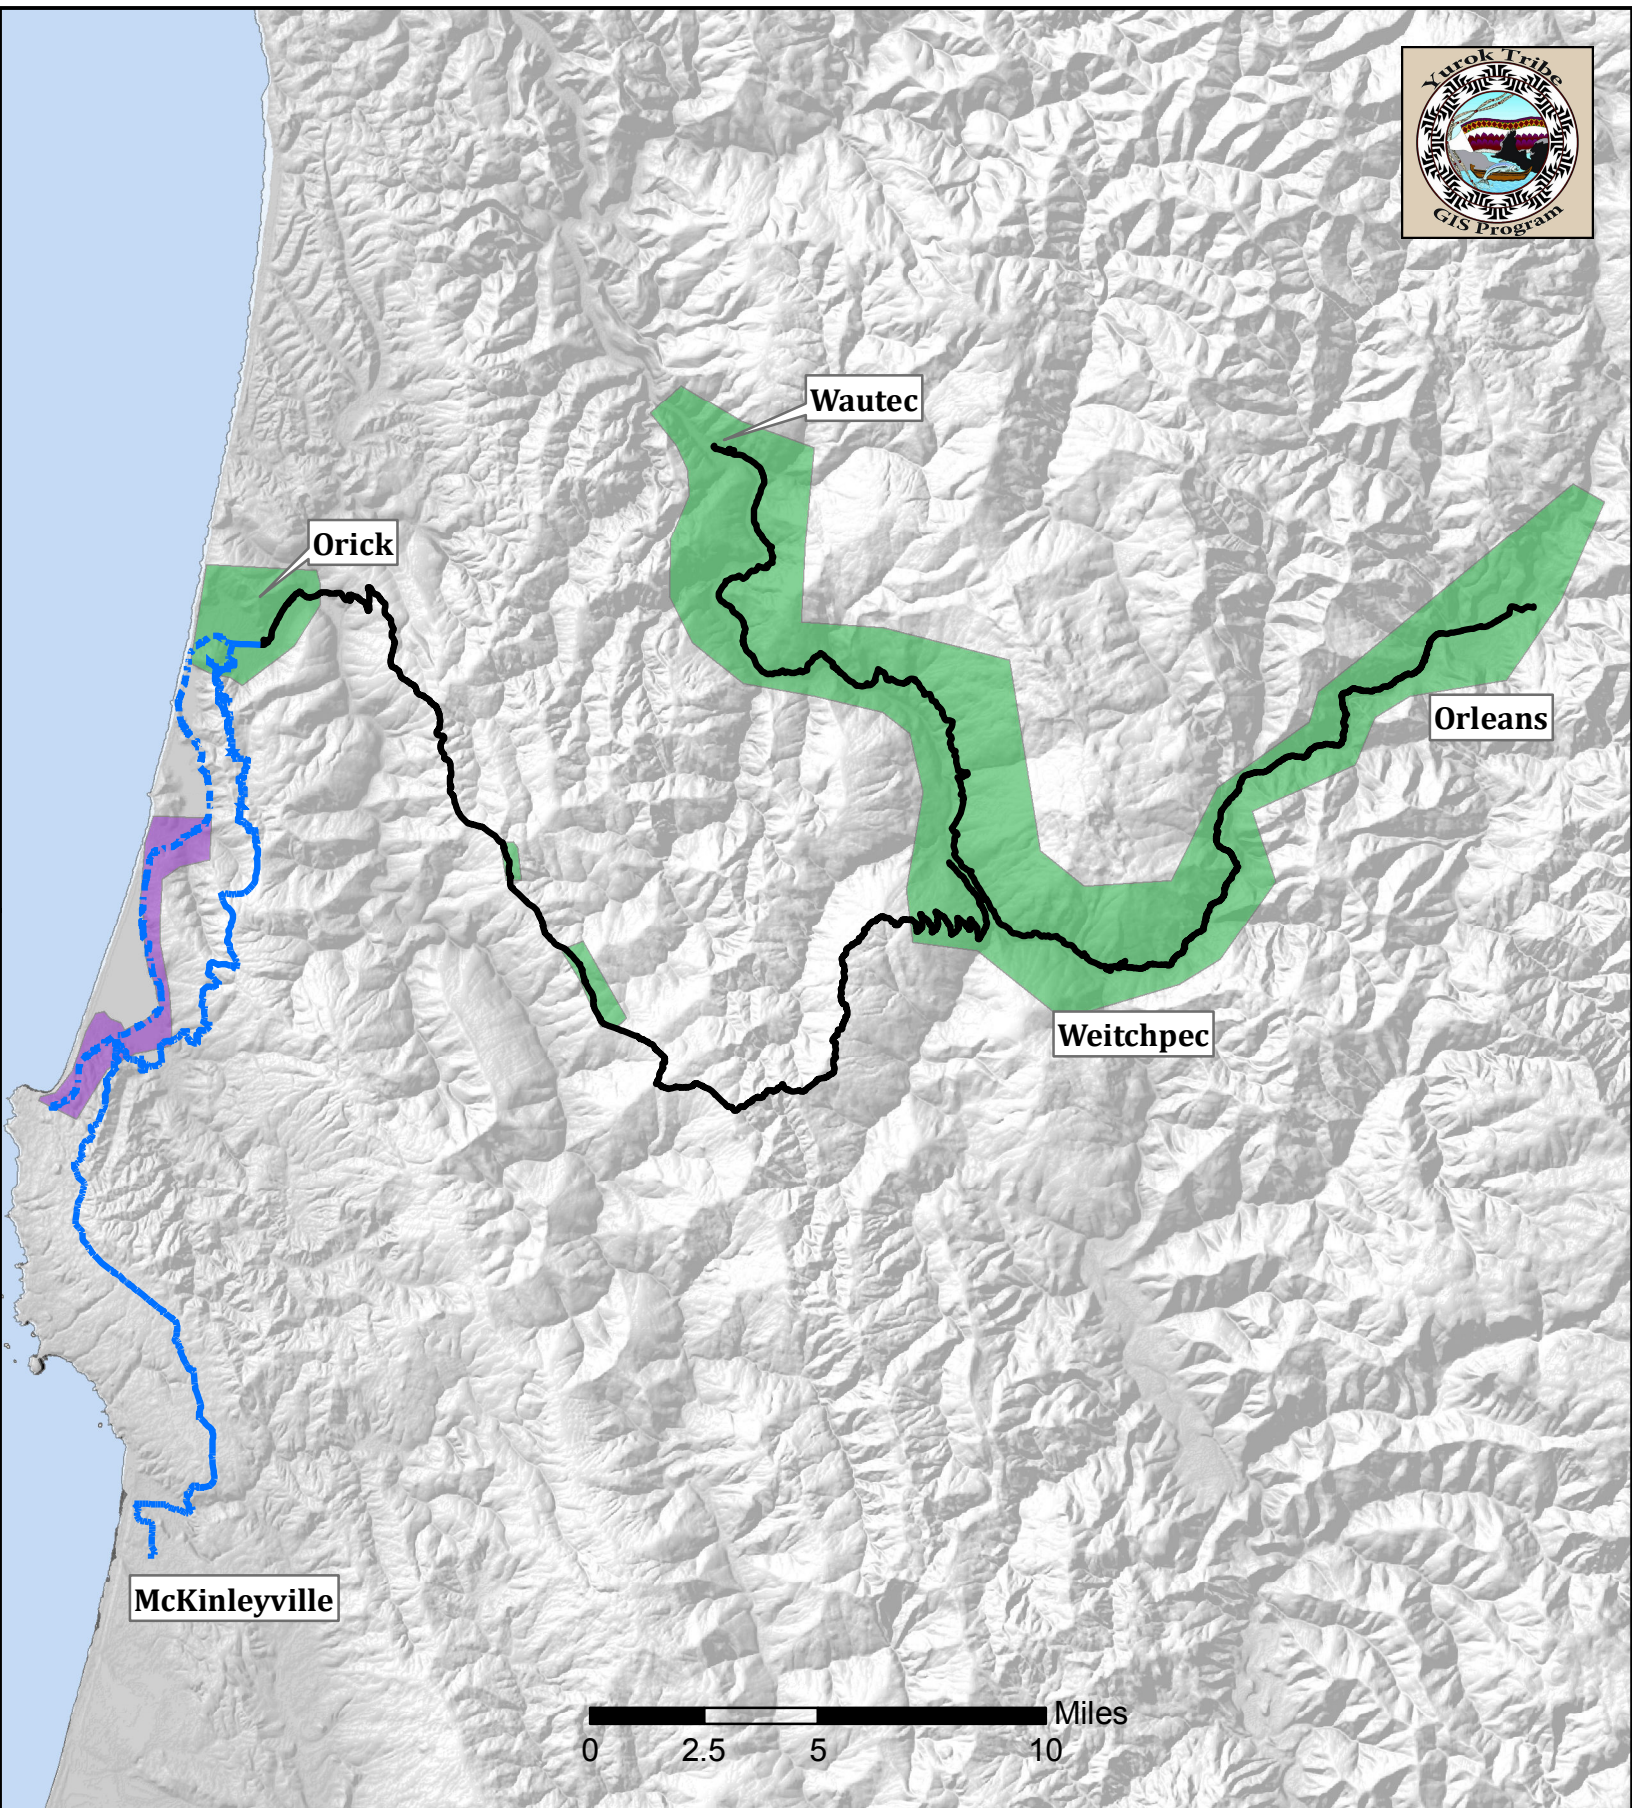 Yurok Tribe
GIS Program
Wautec
Orick
Orleans
Weitchpec
McKinleyville
Miles
0 2.5 5 10